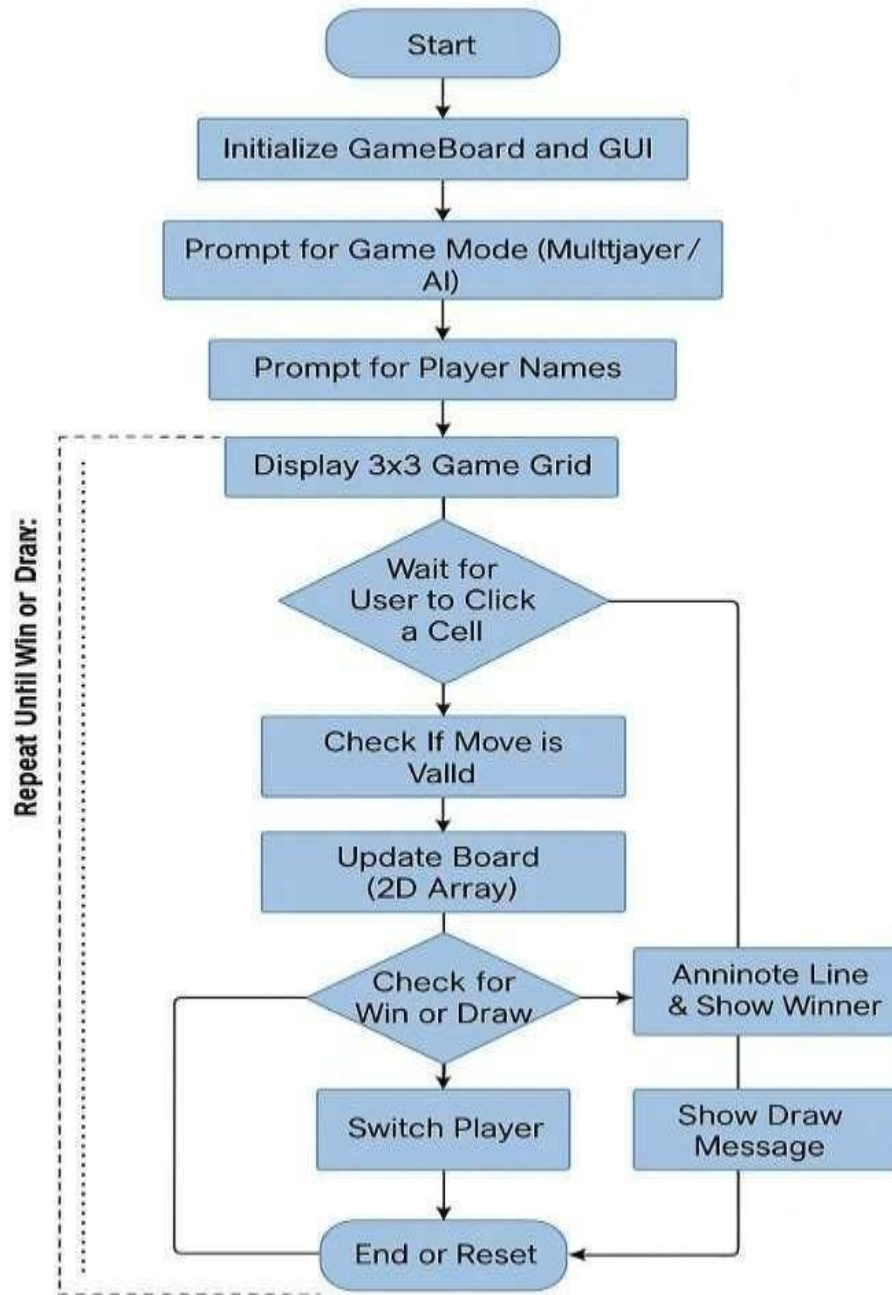 Start
Initialize GameBoard and GUI
Prompt for Game Mode (Multtjayer/
AI)
Prompt for Player Names
Display 3x3 Game Grid
Repeat Until Win or Draw:
Wait for
User to Click
a Cell
Check If Move is
Valld
Update Board
(2D Array)
Check for
Win or Draw
Anninote Line
& Show Winner
Switch Player
Show Draw
Message
End or Reset